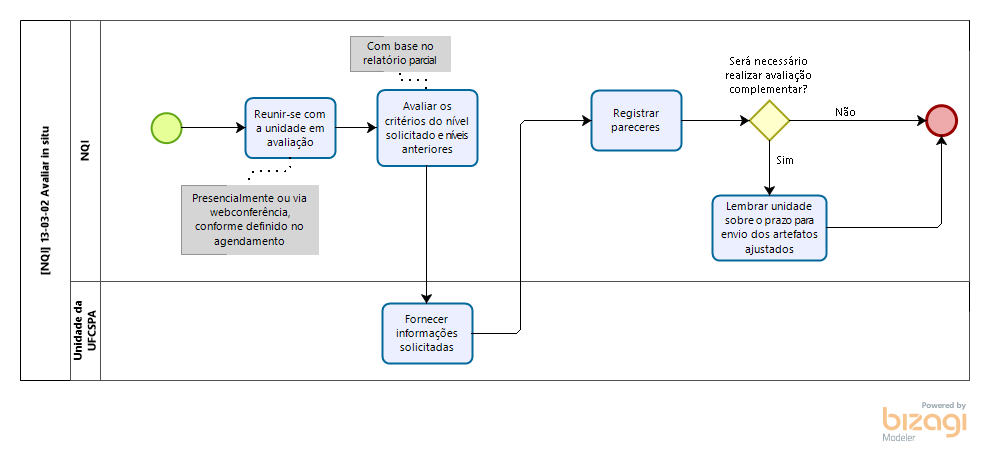 [NQI] 13-03-02 Avaliar in situ
NQI
Com base no
relatório parcial
Reunir-se com
a unidade em
avaliação
Avaliar os
critérios do nível
solicitado e níveis
anteriores
Presencialmente ou via
webconferência,
conforme definido no
agendamento
Registrar
pareceres
Será necessário
realizar avaliação
complementar?
Não
Sim
Lembrar unidade
sobre o prazo para
envio dos artefatos
ajustados
Unidade da
UFCSPA
Fornecer
informações
solicitadas
Powered by
bizagi
Modeler